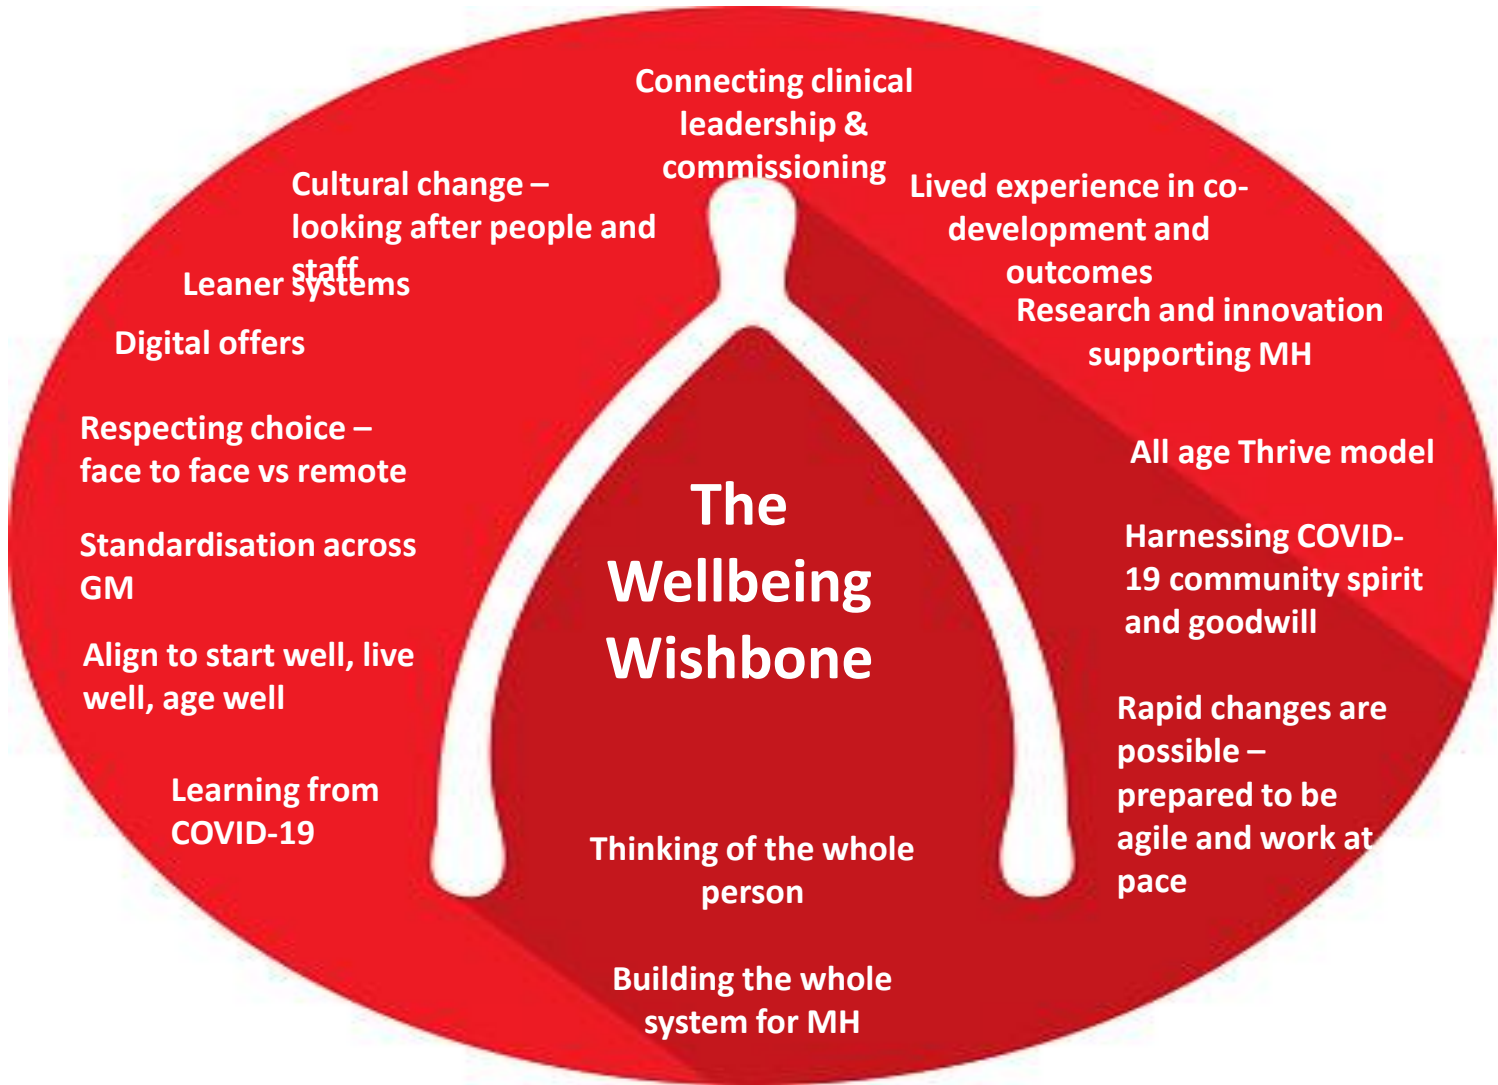 Connecting clinical
leadership &
commissioning
Cultural change –
looking after people and
staff
Leaner systems
Digital offers
Respecting choice –
face to face vs remote
Standardisation across
GM
Align to start well, live
well, age well
Learning from
COVID-19
The
Wellbeing
Wishbone
Thinking of the whole
person
Building the whole
system for MH
Lived experience in co-
development and
outcomes
Research and innovation
supporting MH
All age Thrive model
Harnessing COVID-
19 community spirit
and goodwill
Rapid changes are
possible –
prepared to be
agile and work at
pace